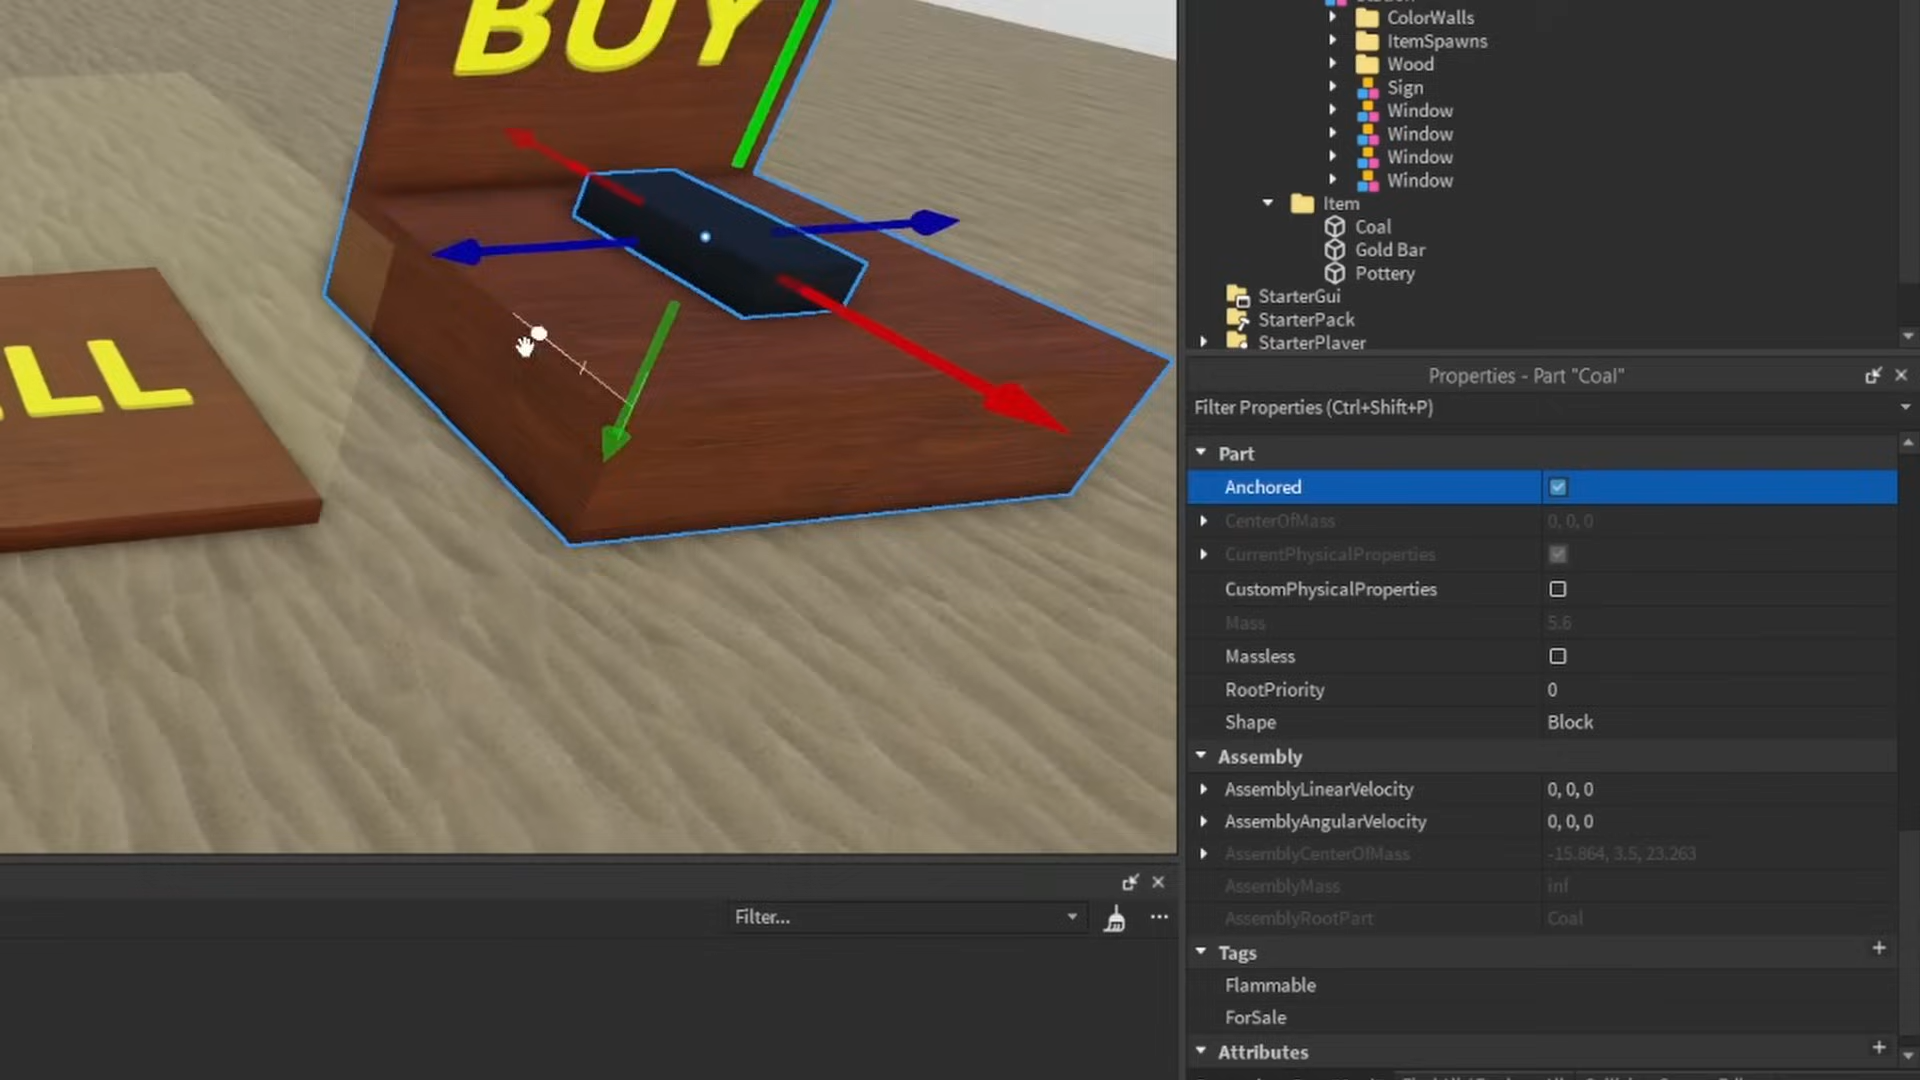 BUY
LL
ColorWalls
ItemSpawns
Wood
Sign
Window
Window
Window
Window
Item
Coal
Gold Bar
Pottery
StarterGui
StarterPack
StarterPlayer
Properties - Part "Coal"
Filter Properties (Ctrl+Shift+P)
Part
Anchored
CenterOfMass 0, 0, 0
CurrentPhysicalProperties
CustomPhysicalProperties
Mass 5.6
Massless
RootPriority 0
Shape Block
Assembly
AssemblyLinearVelocity 0, 0, 0
AssemblyAngularVelocity 0, 0, 0
AssemblyCenterOfMass -15.864, 3.5, 23.263
AssemblyMass inf
AssemblyRootPart Coal
Filter...
Tags
Flammable
ForSale
Attributes